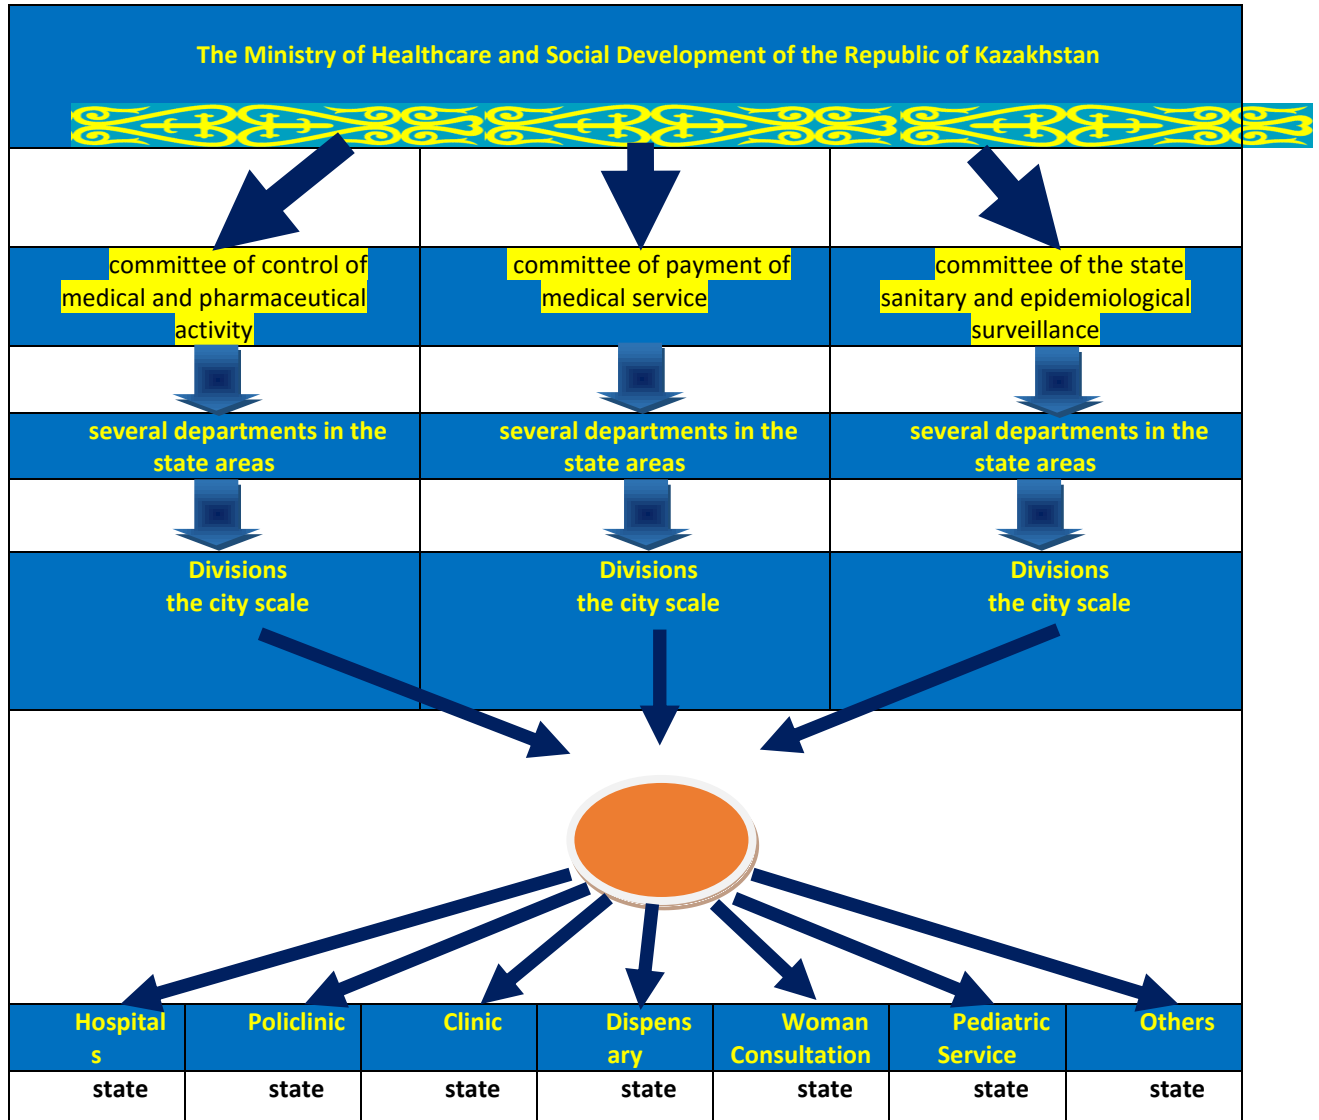 The Ministry of Healthcare and Social Development of the Republic of Kazakhstan
committee of control of
medical and pharmaceutical
activity
committee of payment of
medical service
committee of the state
sanitary and epidemiological
surveillance
several departments in the
state areas
several departments in the
state areas
several departments in the
state areas
Divisions
the city scale
Divisions
the city scale
Divisions
the city scale
Hospital
s
Policlinic
Clinic
Dispens
ary
Woman
Consultation
Pediatric
Service
Others
state
state
state
state
state
state
state